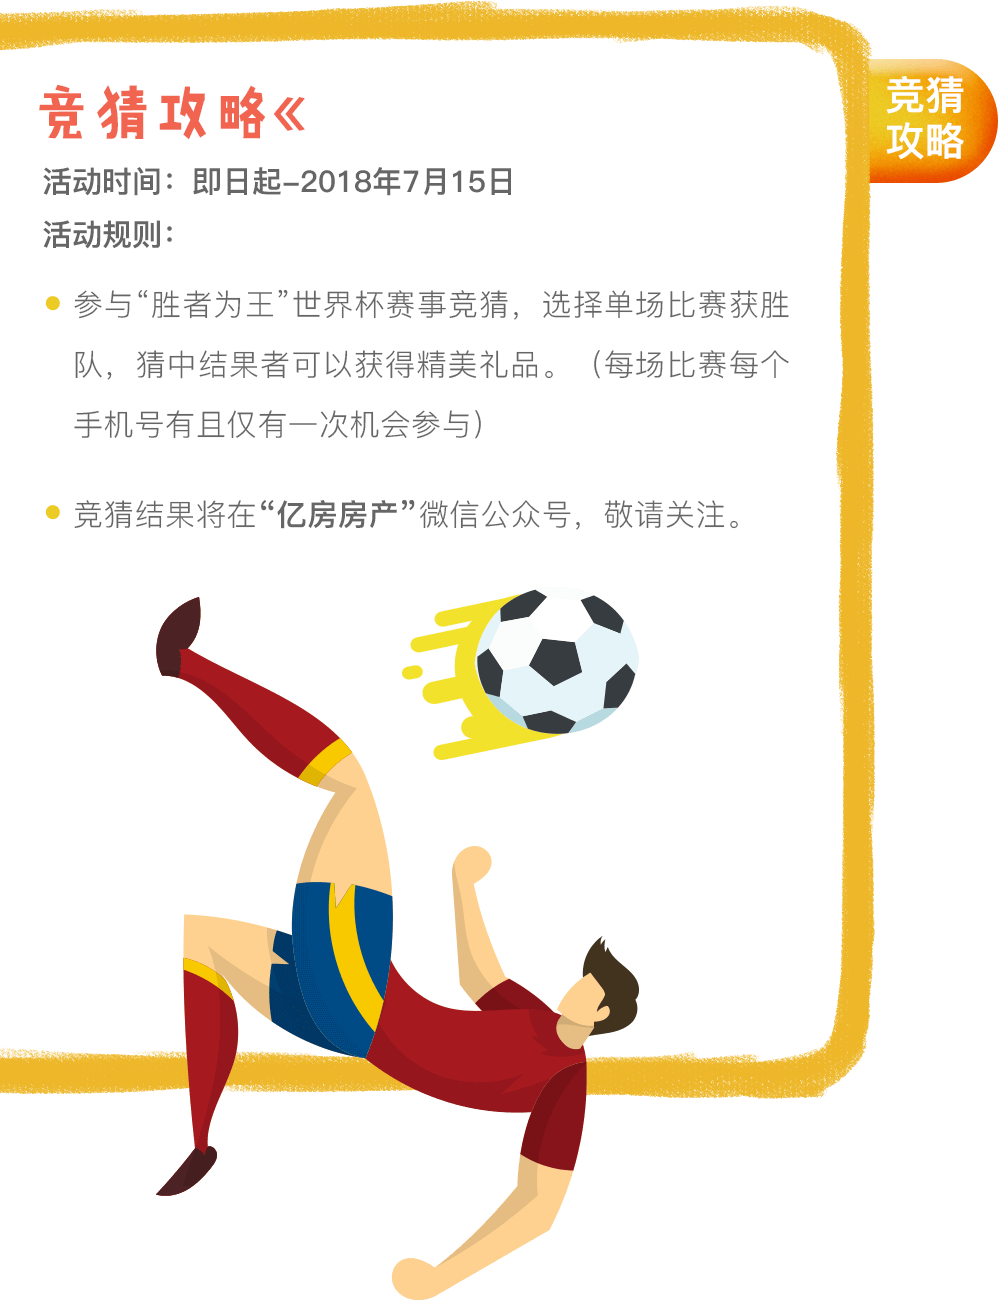 竞猜攻略
竞猜
攻略
活动时间：即日起-2018年7月15日
活动规则：
参与“胜者为王”世界杯赛事竞猜，选择单场比赛获胜
队，猜中结果者可以获得精美礼品。（每场比赛每个
手机号有且仅有一次机会参与）
竞猜结果将在“亿房房产”微信公众号，敬请关注。